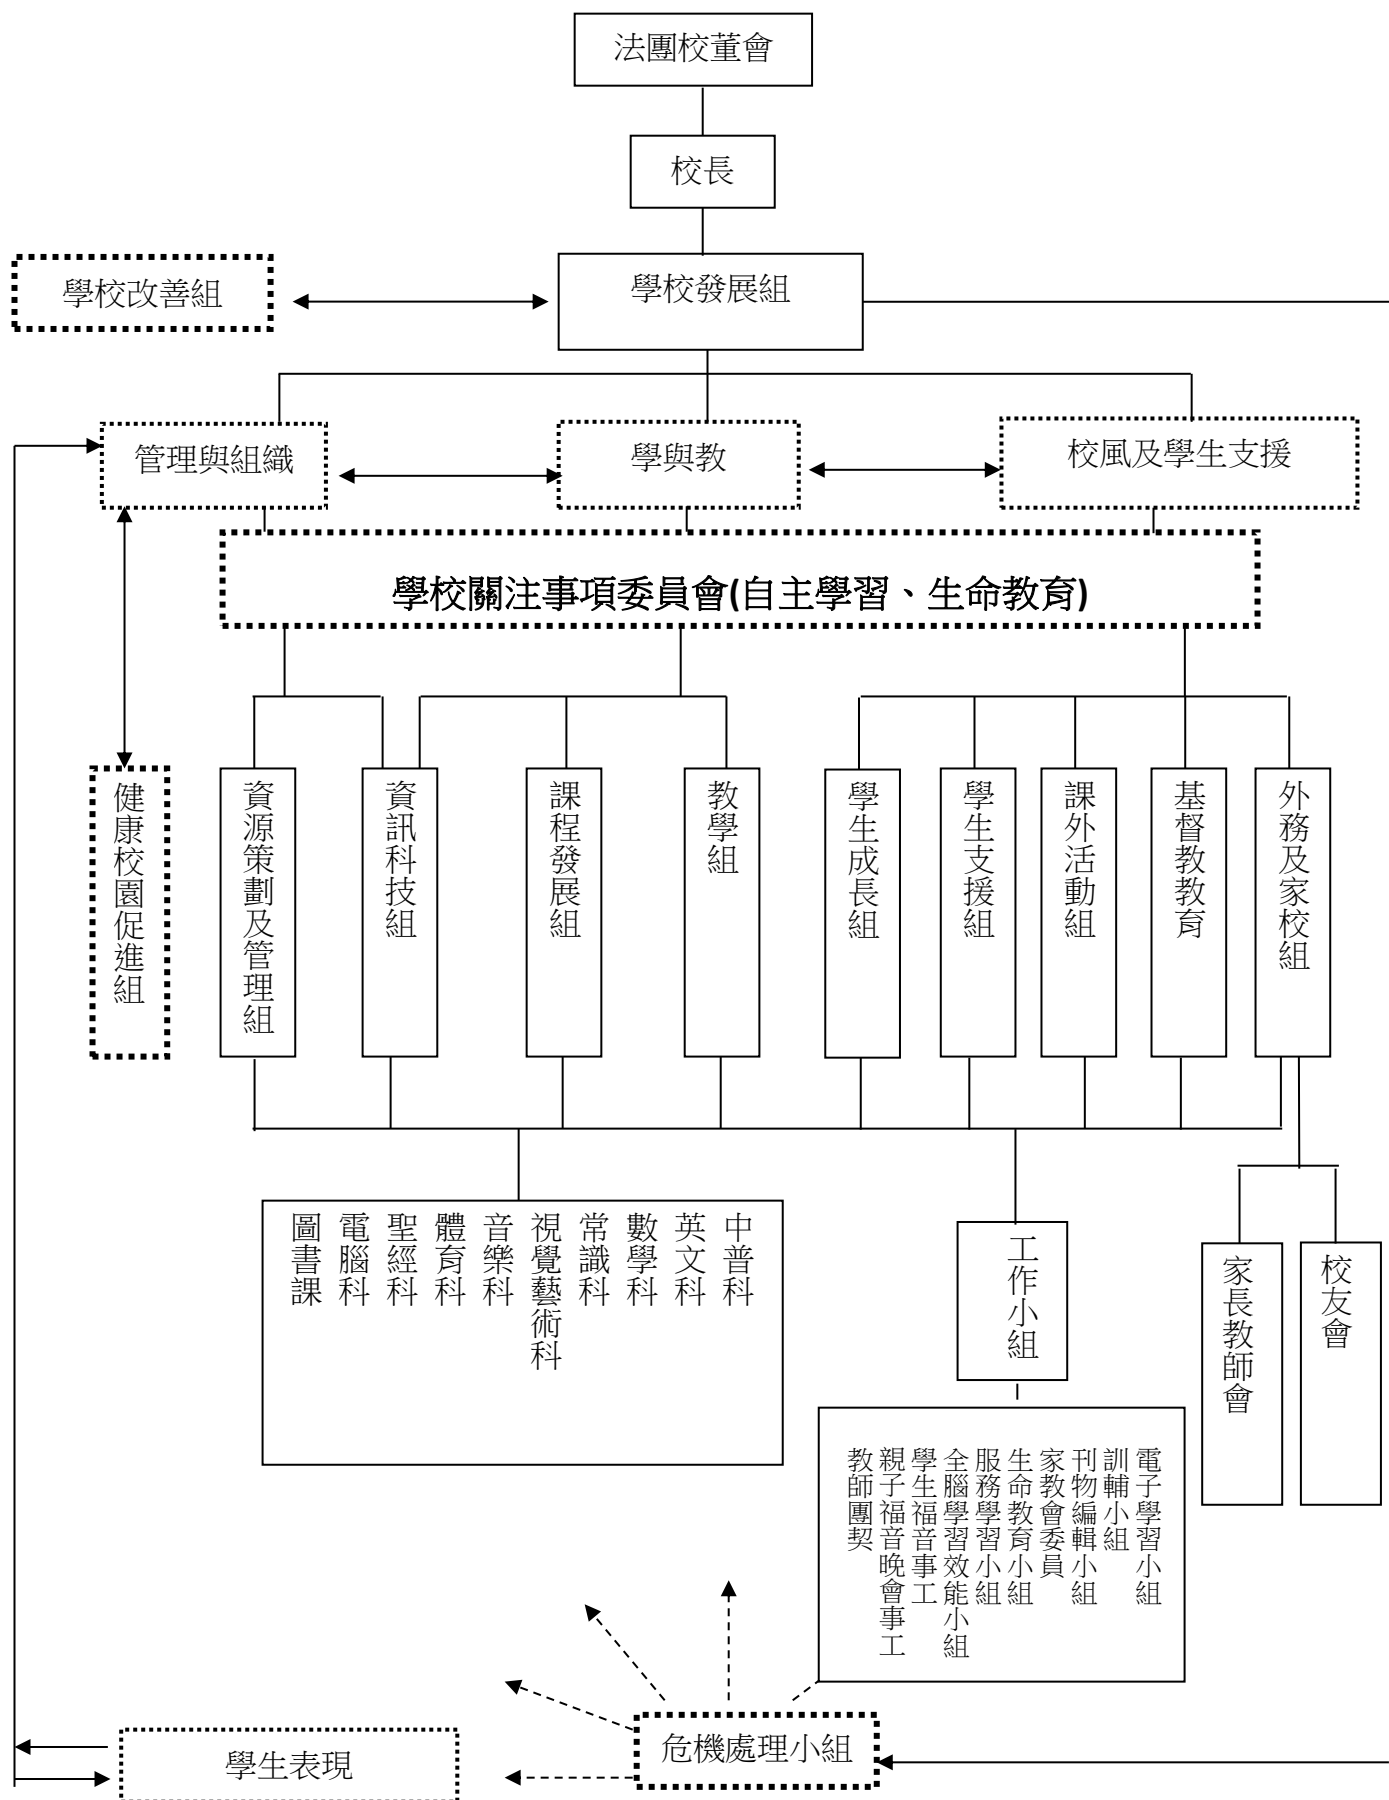 法團校董會
校長
學校發展組
學校改善組
管理與組織
學與教
校風及學生支援
學校關注事項委員會(自主學習、生命教育)
健康校園促進組
資源策劃及管理組
資訊科技組
課程發展組
教學組
學生成長組
學生支援組
課外活動組
基督教教育
外務及家校組
中普科
英文科
數學科
常識科
視覺藝術科
音樂科
體育科
聖經科
電腦科
圖書課
工作小組
家長教師會
校友會
電子學習小組
訓輔小組
刊物編輯小組
家教會委員
生命教育小組
服務學習小組
全腦學習效能小組
學生福音事工
親子福音晚會事工
教師團契
危機處理小組
學生表現